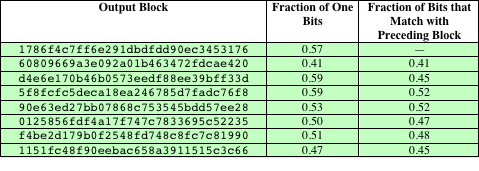 Output Block Fraction of One Bits Fraction of Bits that Match with Preceding Block
1786f4c7ff6e291dbdfdd90ec3453176 0.57 —
60809669a3e092a01b463472fdcae420 0.41 0.41
d4e6e170b46b0573eedf88ee39bff33d 0.59 0.45
5f8fcfc5deca18ea246785d7fadc76f8 0.59 0.52
90e63ed27bb07868c753545bdd57ee28 0.53 0.52
0125856fdf4a17f747c7833695c52235 0.50 0.47
f4be2d179b0f2548fd748c8fc7c81990 0.51 0.48
1151fc48f90eebac658a3911515c3c66 0.47 0.45